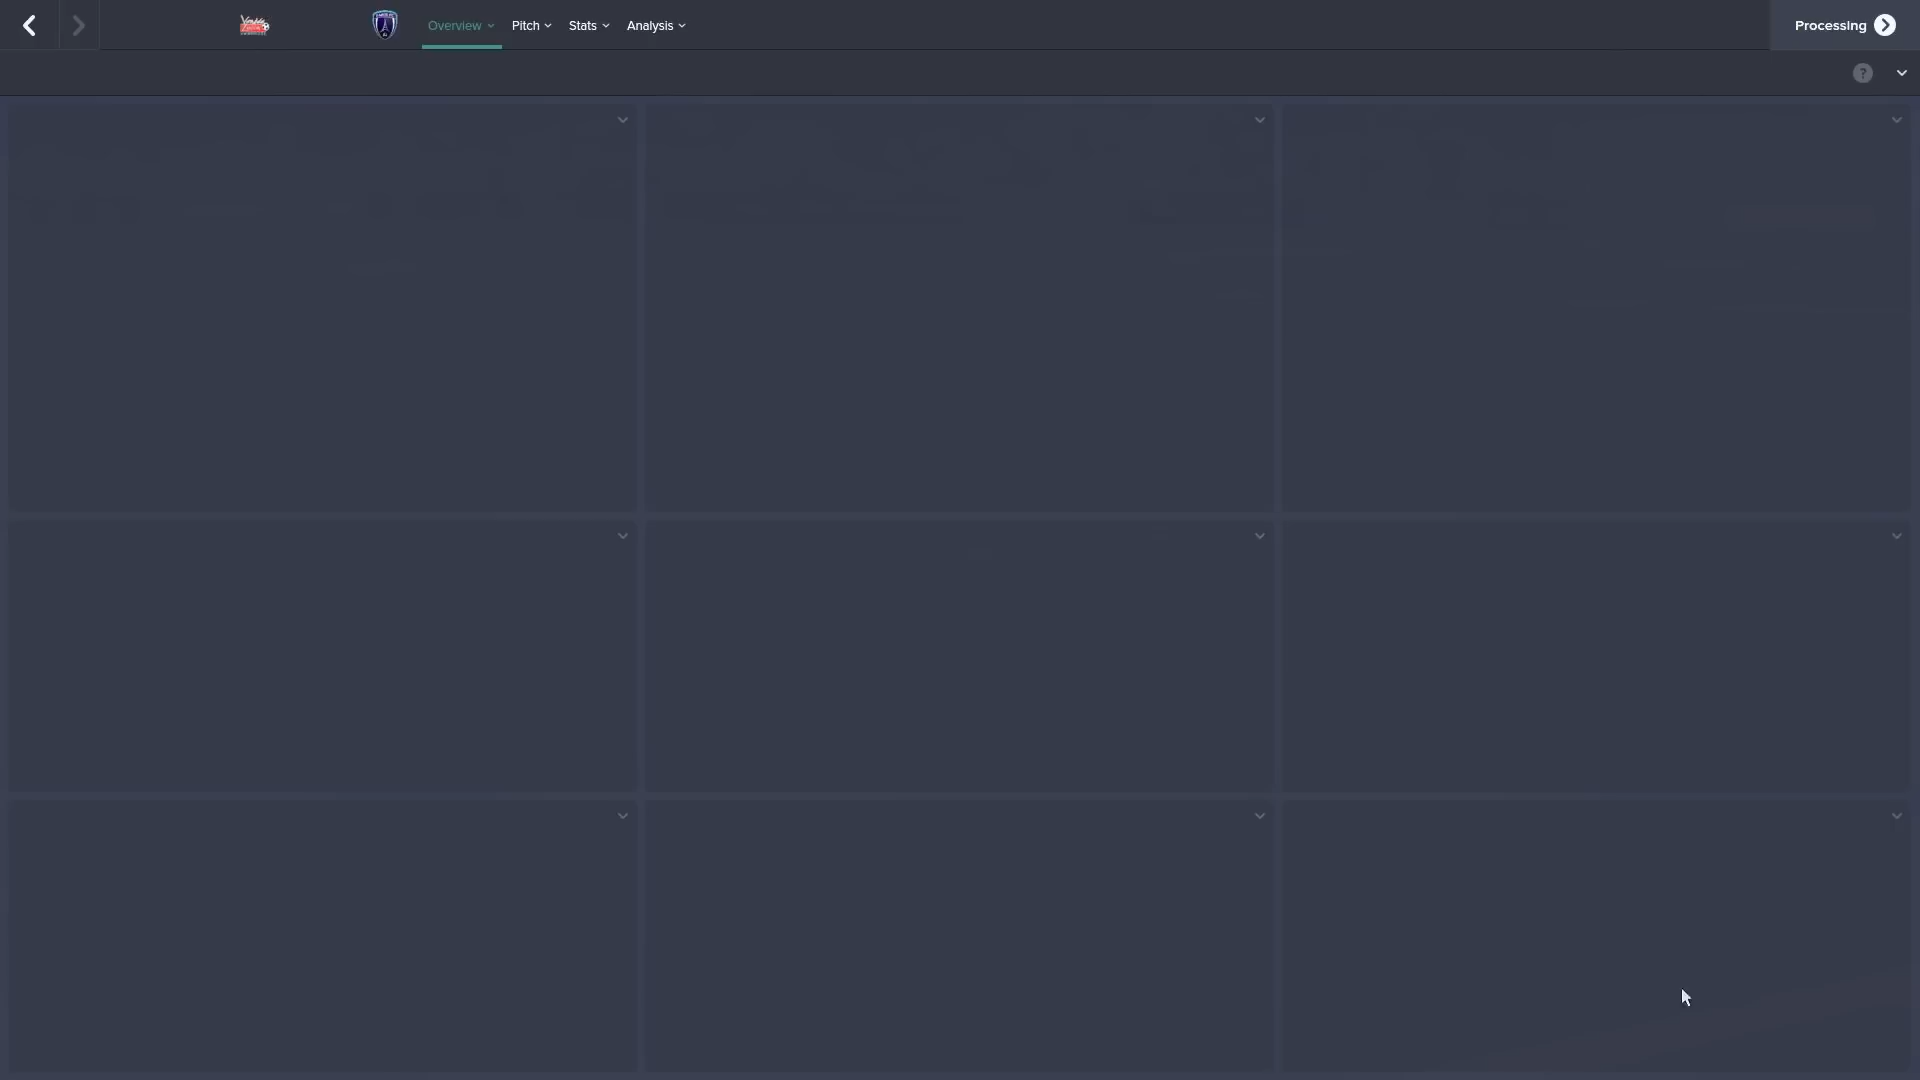 Overview
Pitch
Stats
Analysis
Processing
?